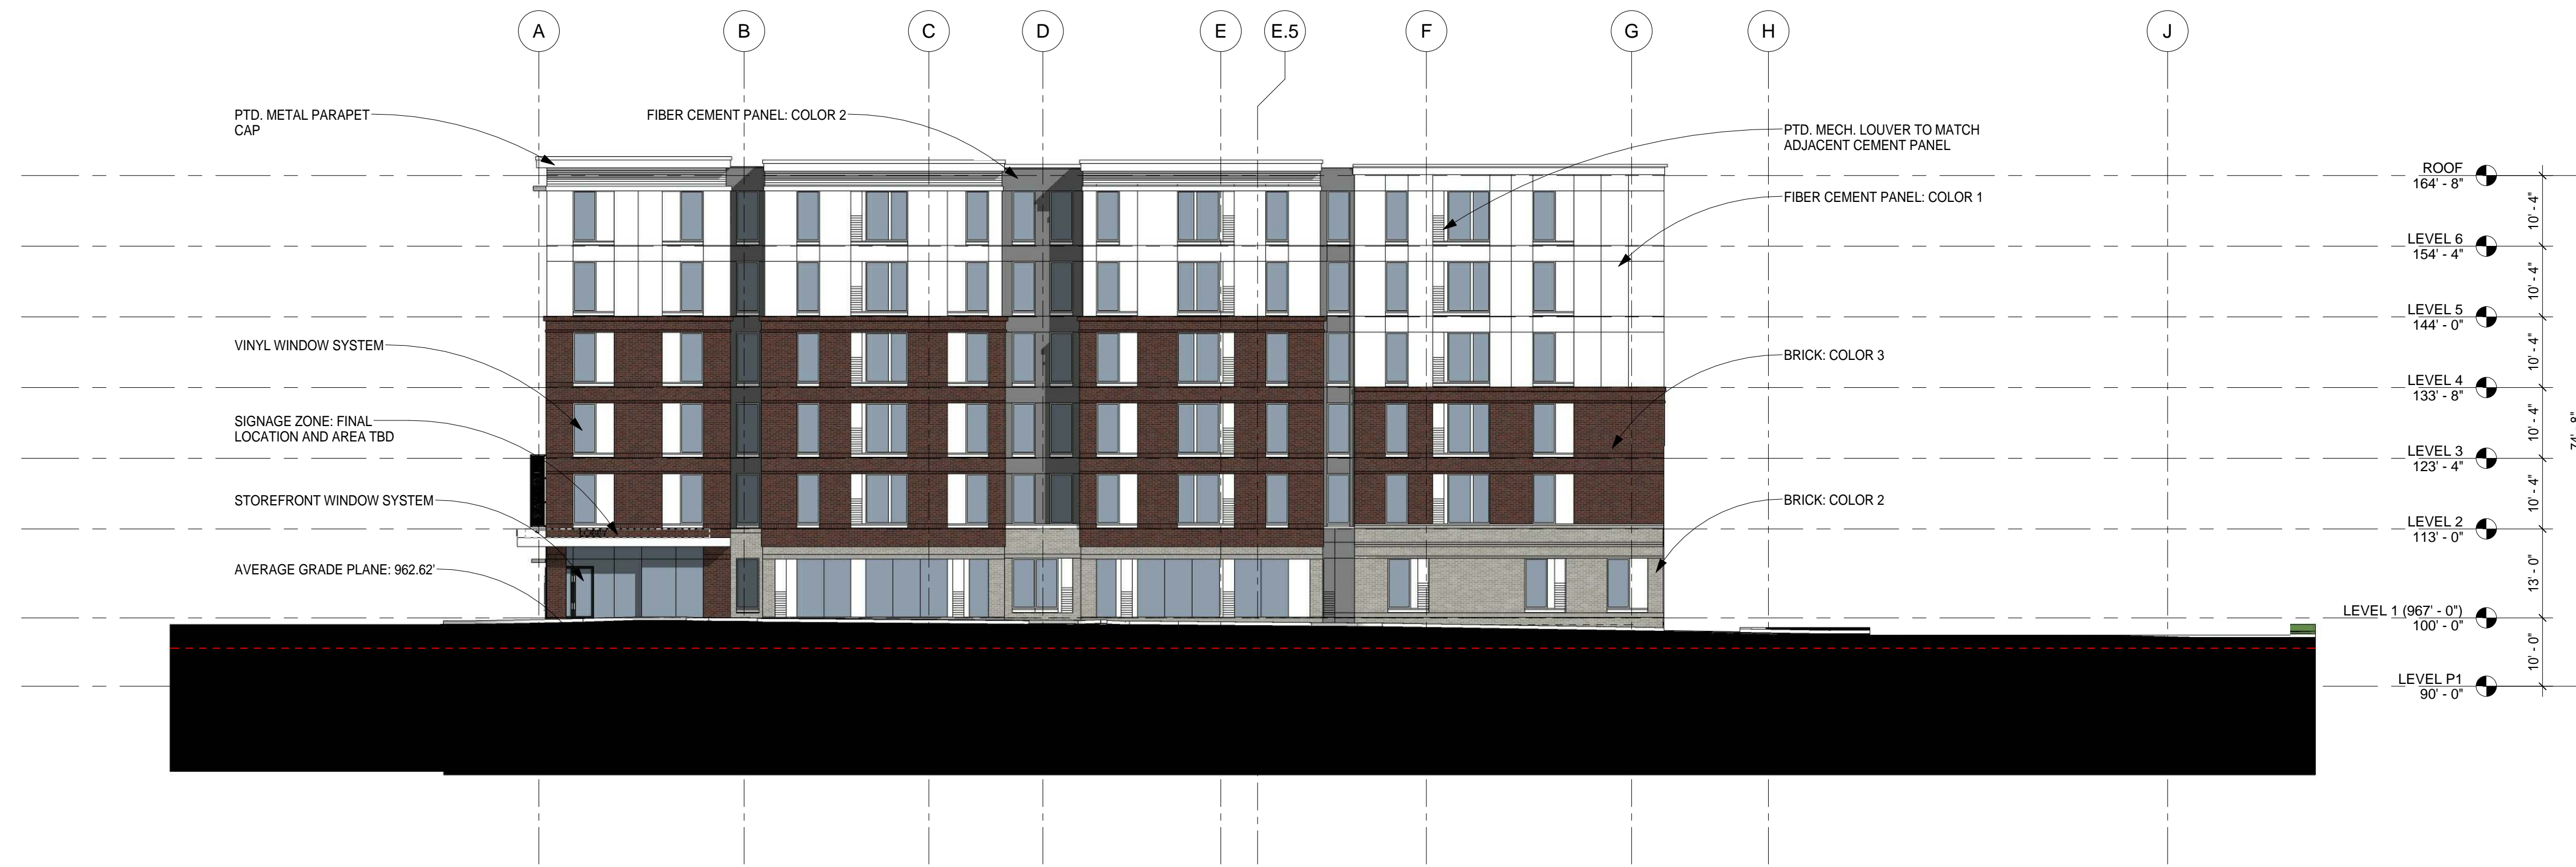 A
B
C
D
E
E.5
F
G
H
J
PTD. METAL PARAPET
CAP
FIBER CEMENT PANEL: COLOR 2
PTD. MECH. LOUVER TO MATCH
ADJACENT CEMENT PANEL
FIBER CEMENT PANEL: COLOR 1
VINYL WINDOW SYSTEM
BRICK: COLOR 3
SIGNAGE ZONE: FINAL
LOCATION AND AREA TBD
STOREFRONT WINDOW SYSTEM
BRICK: COLOR 2
AVERAGE GRADE PLANE: 962.62'
ROOF
164' - 8"
10' - 4"
LEVEL 6
154' - 4"
10' - 4"
LEVEL 5
144' - 0"
10' - 4"
LEVEL 4
133' - 8"
10' - 4"
74' - 8"
LEVEL 3
123' - 4"
10' - 4"
LEVEL 2
113' - 0"
13' - 0"
LEVEL 1 (967' - 0")
100' - 0"
10' - 0"
LEVEL P1
90' - 0"